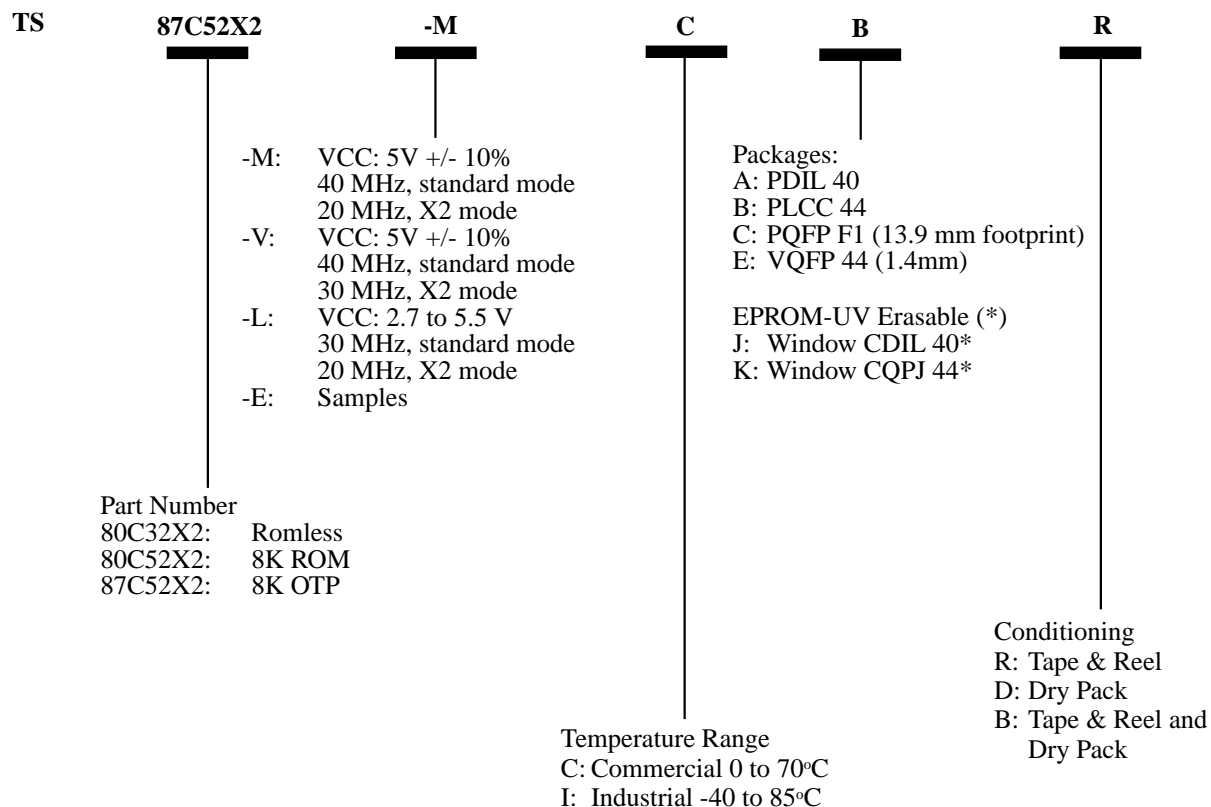 TS 87C52X2 -M C B R
-M: VCC: 5V +/- 10%
40 MHz, standard mode
20 MHz, X2 mode
-V: VCC: 5V +/- 10%
40 MHz, standard mode
30 MHz, X2 mode
-L: VCC: 2.7 to 5.5 V
30 MHz, standard mode
20 MHz, X2 mode
-E: Samples
Packages:
A: PDIL 40
B: PLCC 44
C: PQFP F1 (13.9 mm footprint)
E: VQFP 44 (1.4mm)
EPROM-UV Erasable (*)
J: Window CDIL 40*
K: Window CQPJ 44*
Part Number
80C32X2: Romless
80C52X2: 8K ROM
87C52X2: 8K OTP
Conditioning
R: Tape & Reel
D: Dry Pack
B: Tape & Reel and
Dry Pack
Temperature Range
C: Commercial 0 to 70°C
I: Industrial -40 to 85°C